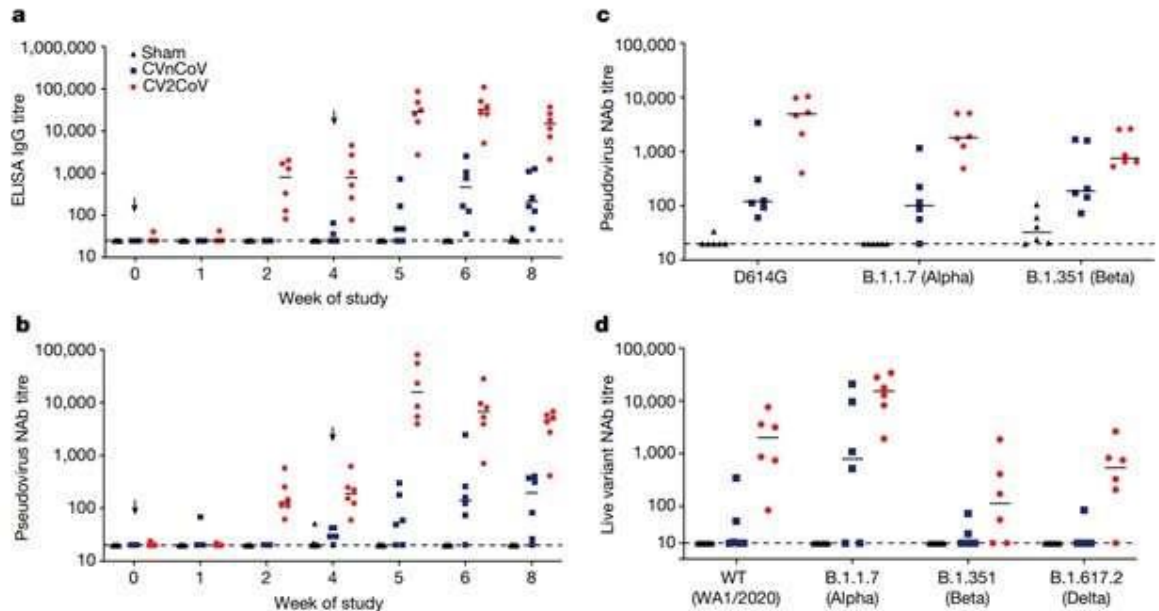 a
ELISA IgG titre
1,000,000
100,000
10,000
1,000
100
10
Sham
CVnCoV
CV2CoV
0 1 2 4 5 6 8
Week of study
b
Pseudovirus NAb titre
100,000
10,000
1,000
100
10
0 1 2 4 5 6 8
Week of study
c
Pseudovirus NAb titre
100,000
10,000
1,000
100
10
D614G B.1.1.7 (Alpha) B.1.351 (Beta)
d
Live variant NAb titre
100,000
10,000
1,000
100
10
WT B.1.1.7 B.1.351 B.1.617.2
(WA1/2020) (Alpha) (Beta) (Delta)